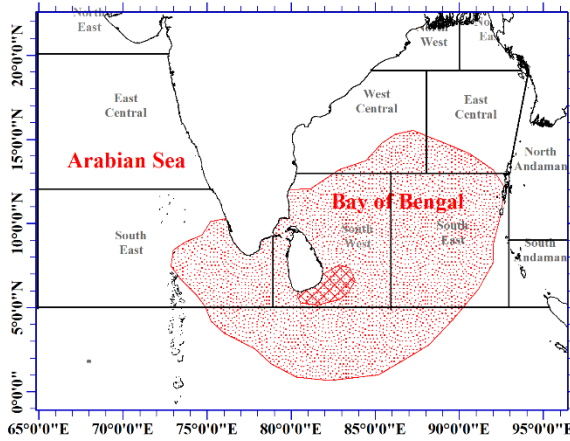 North
East
North
West
North
East
20°0'0"N
East
Central
West
Central
East
Central
15°0'0"N
Arabian Sea
North
Andaman
10°0'0"N
Bay of Bengal
South
East
South
West
South
East
South
Andaman
5°0'0"N
0°0'0"
65°0'0"E 70°0'0"E 75°0'0"E 80°0'0"E 85°0'0"E 90°0'0"E 95°0'0"E